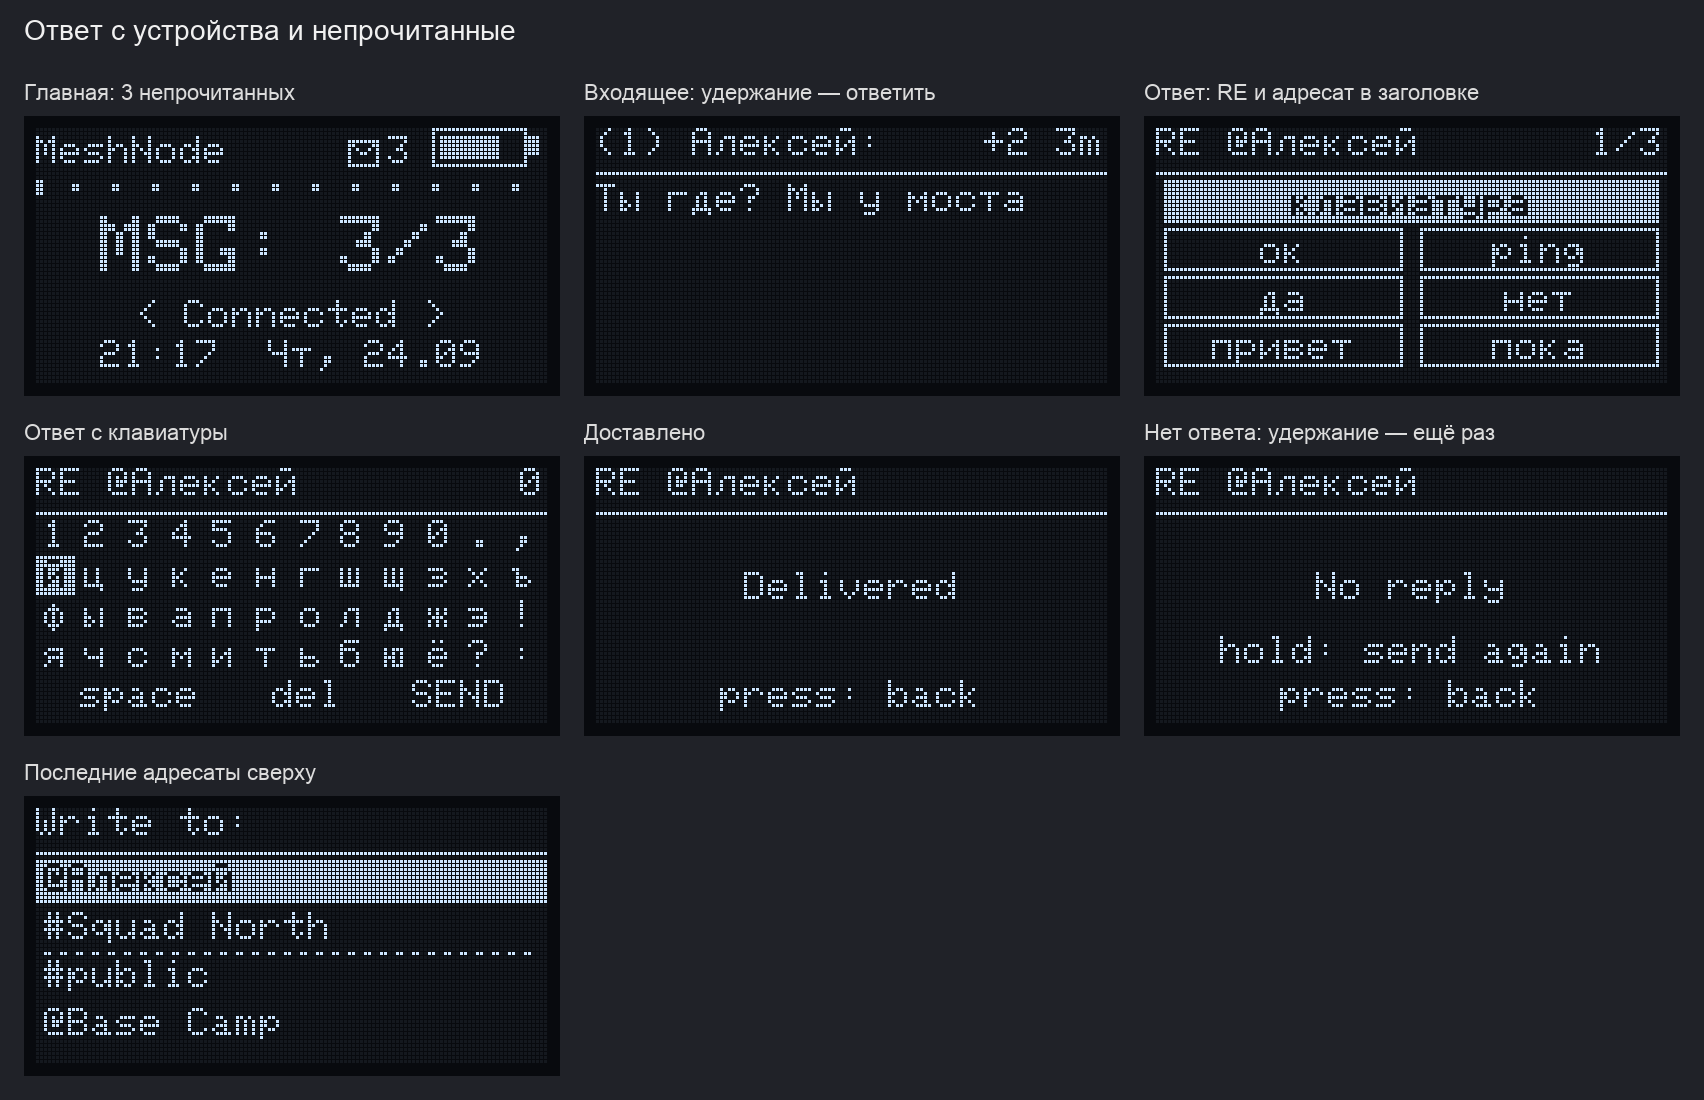 Ответ с устройства и непрочитанные
Главная: 3 непрочитанных
MeshNode 3
MSG: 3/3
< Connected >
21:17 Чт, 24.09
Входящее: удержание — ответить
(1) Алексей: +2 3m
Ты где? Мы у моста
Ответ: RE и адресат в заголовке
RE @Алексей 1/3
клавиатура
ок ping
да нет
привет пока
Ответ с клавиатуры
RE @Алексей 0
1 2 3 4 5 6 7 8 9 0 . ,
й ц у к е н г ш щ з х ъ
ф ы в а п р о л д ж э !
я ч с м и т ь б ю ё ? :
space del SEND
Доставлено
RE @Алексей
Delivered
press: back
Нет ответа: удержание — ещё раз
RE @Алексей
No reply
hold: send again
press: back
Последние адресаты сверху
Write to:
@Алексей
#Squad North
#public
@Base Camp